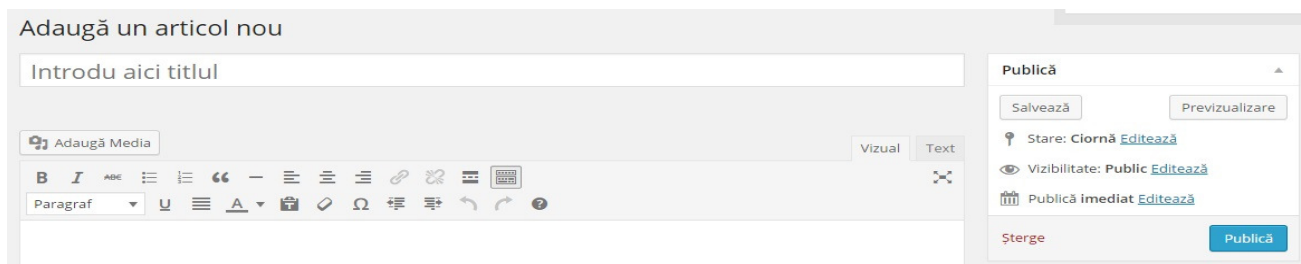 Adaugă un articol nou
Introdu aici titlul
Adaugă Media
Vizual Text
B I ABC
Paragraf U A Ω
Publică
Salvează Previzualizare
Stare: Ciornă Editează
Vizibilitate: Public Editează
Publică imediat Editează
Șterge Publică